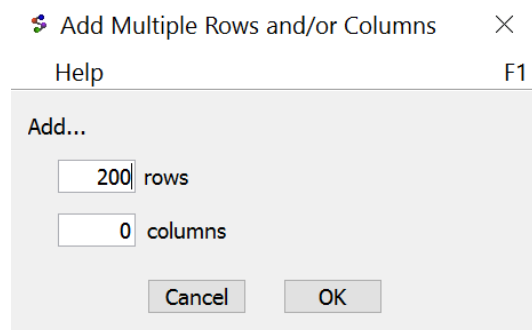 Add Multiple Rows and/or Columns
Help F1
Add...
200 rows
0 columns
Cancel OK